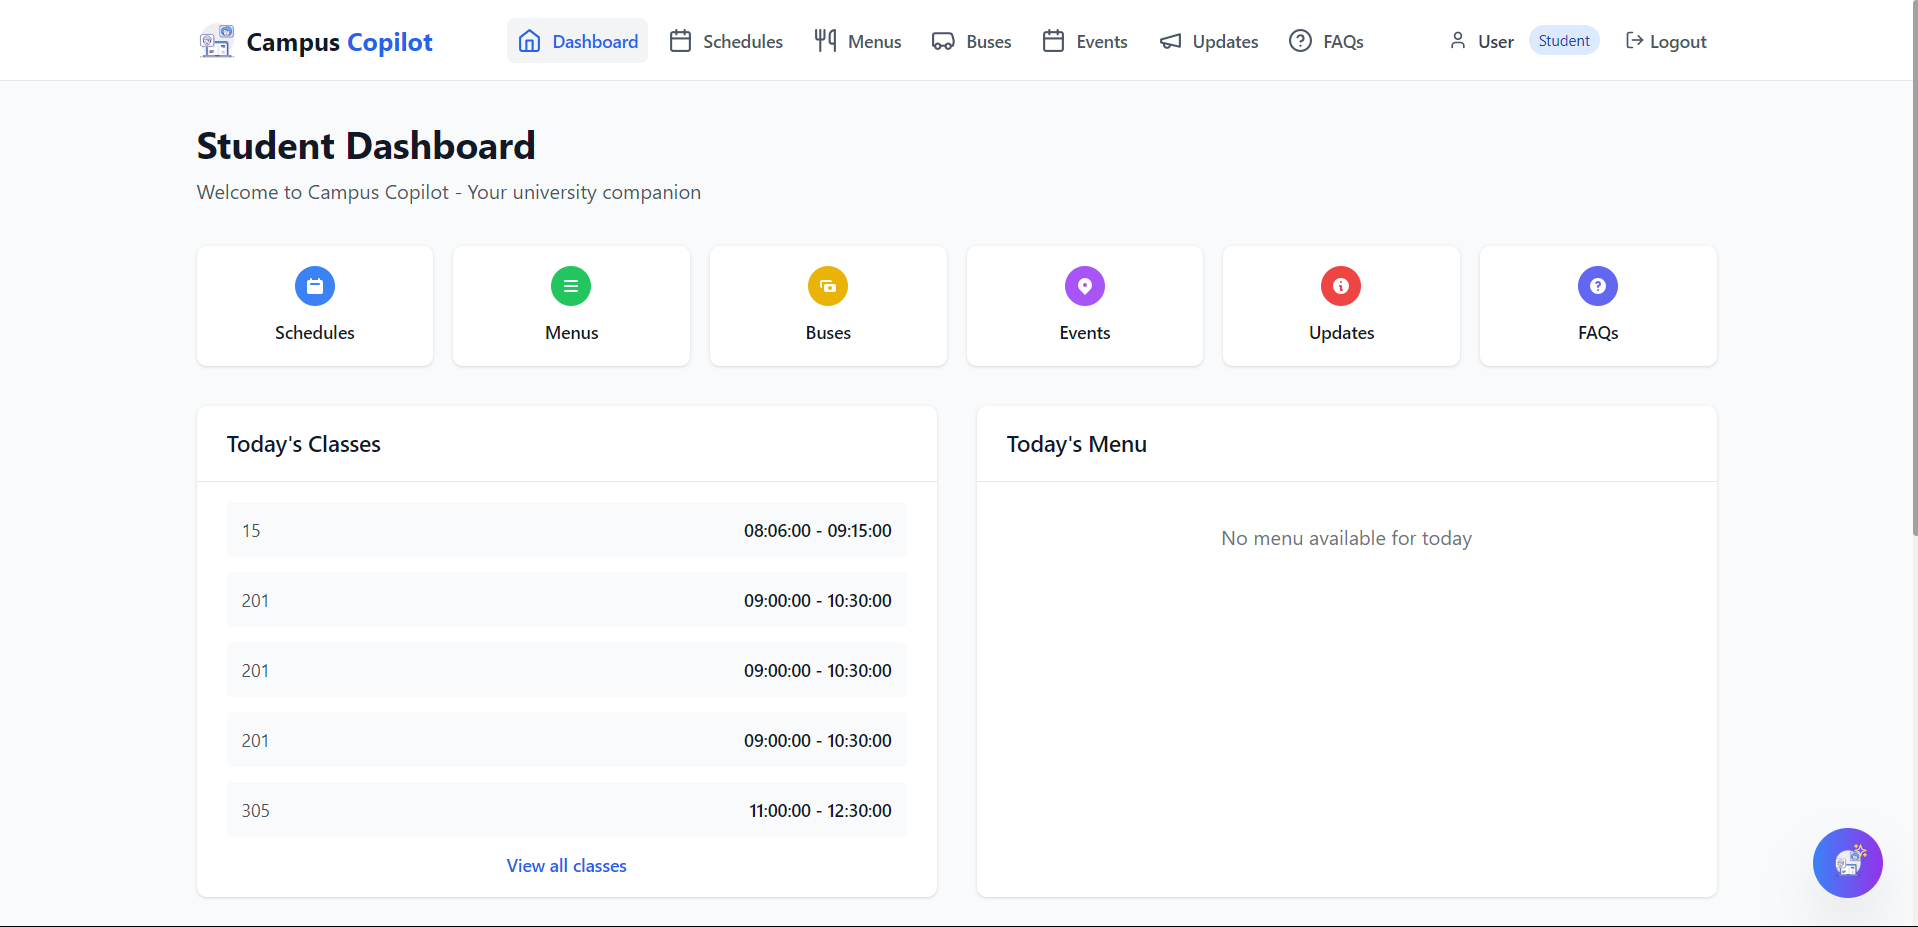 Campus Copilot
Dashboard Schedules Menus Buses Events Updates FAQs User Student Logout
Student Dashboard
Welcome to Campus Copilot - Your university companion
Schedules Menus Buses Events Updates FAQs
Today's Classes
15 08:06:00 - 09:15:00
201 09:00:00 - 10:30:00
201 09:00:00 - 10:30:00
201 09:00:00 - 10:30:00
305 11:00:00 - 12:30:00
View all classes
Today's Menu
No menu available for today